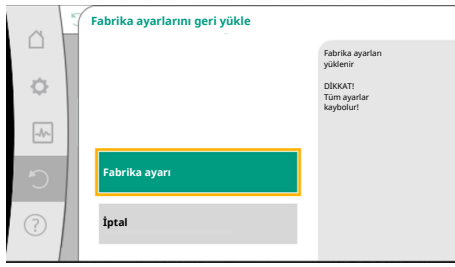 Fabrika ayarlarını geri yükle
Fabrika ayarları
yüklenir
DİKKAT!
Tüm ayarlar
kaybolur!
Fabrika ayarı
İptal